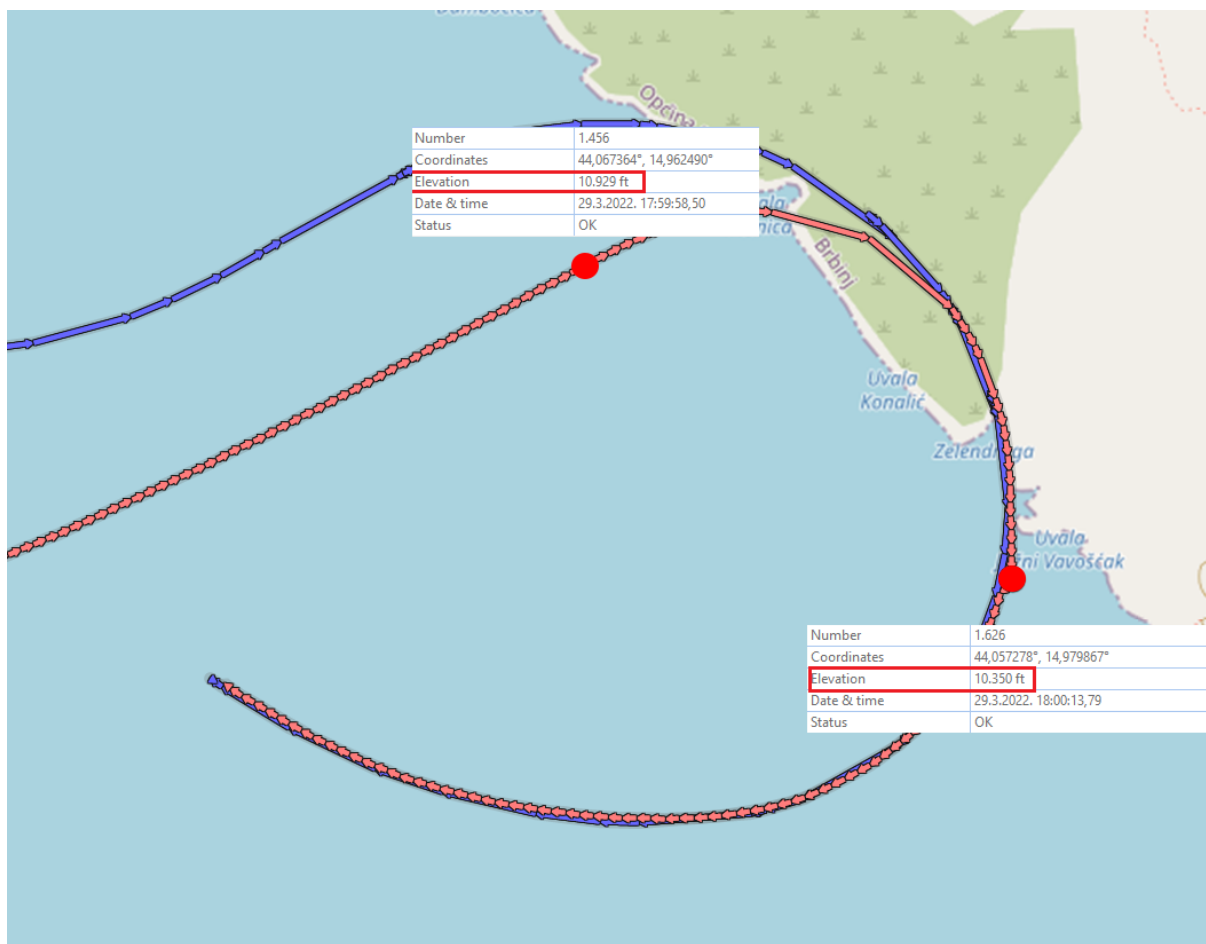 Općina
Number 1.456
Coordinates 44,067364°, 14,962490°
Elevation 10.929 ft
Date & time 29.3.2022. 17:59:58,50
Status OK
Brbinj
Uvala
Konalić
Uvala
Vavošćak
Number 1.626
Coordinates 44,057278°, 14,979867°
Elevation 10.350 ft
Date & time 29.3.2022. 18:00:13,79
Status OK